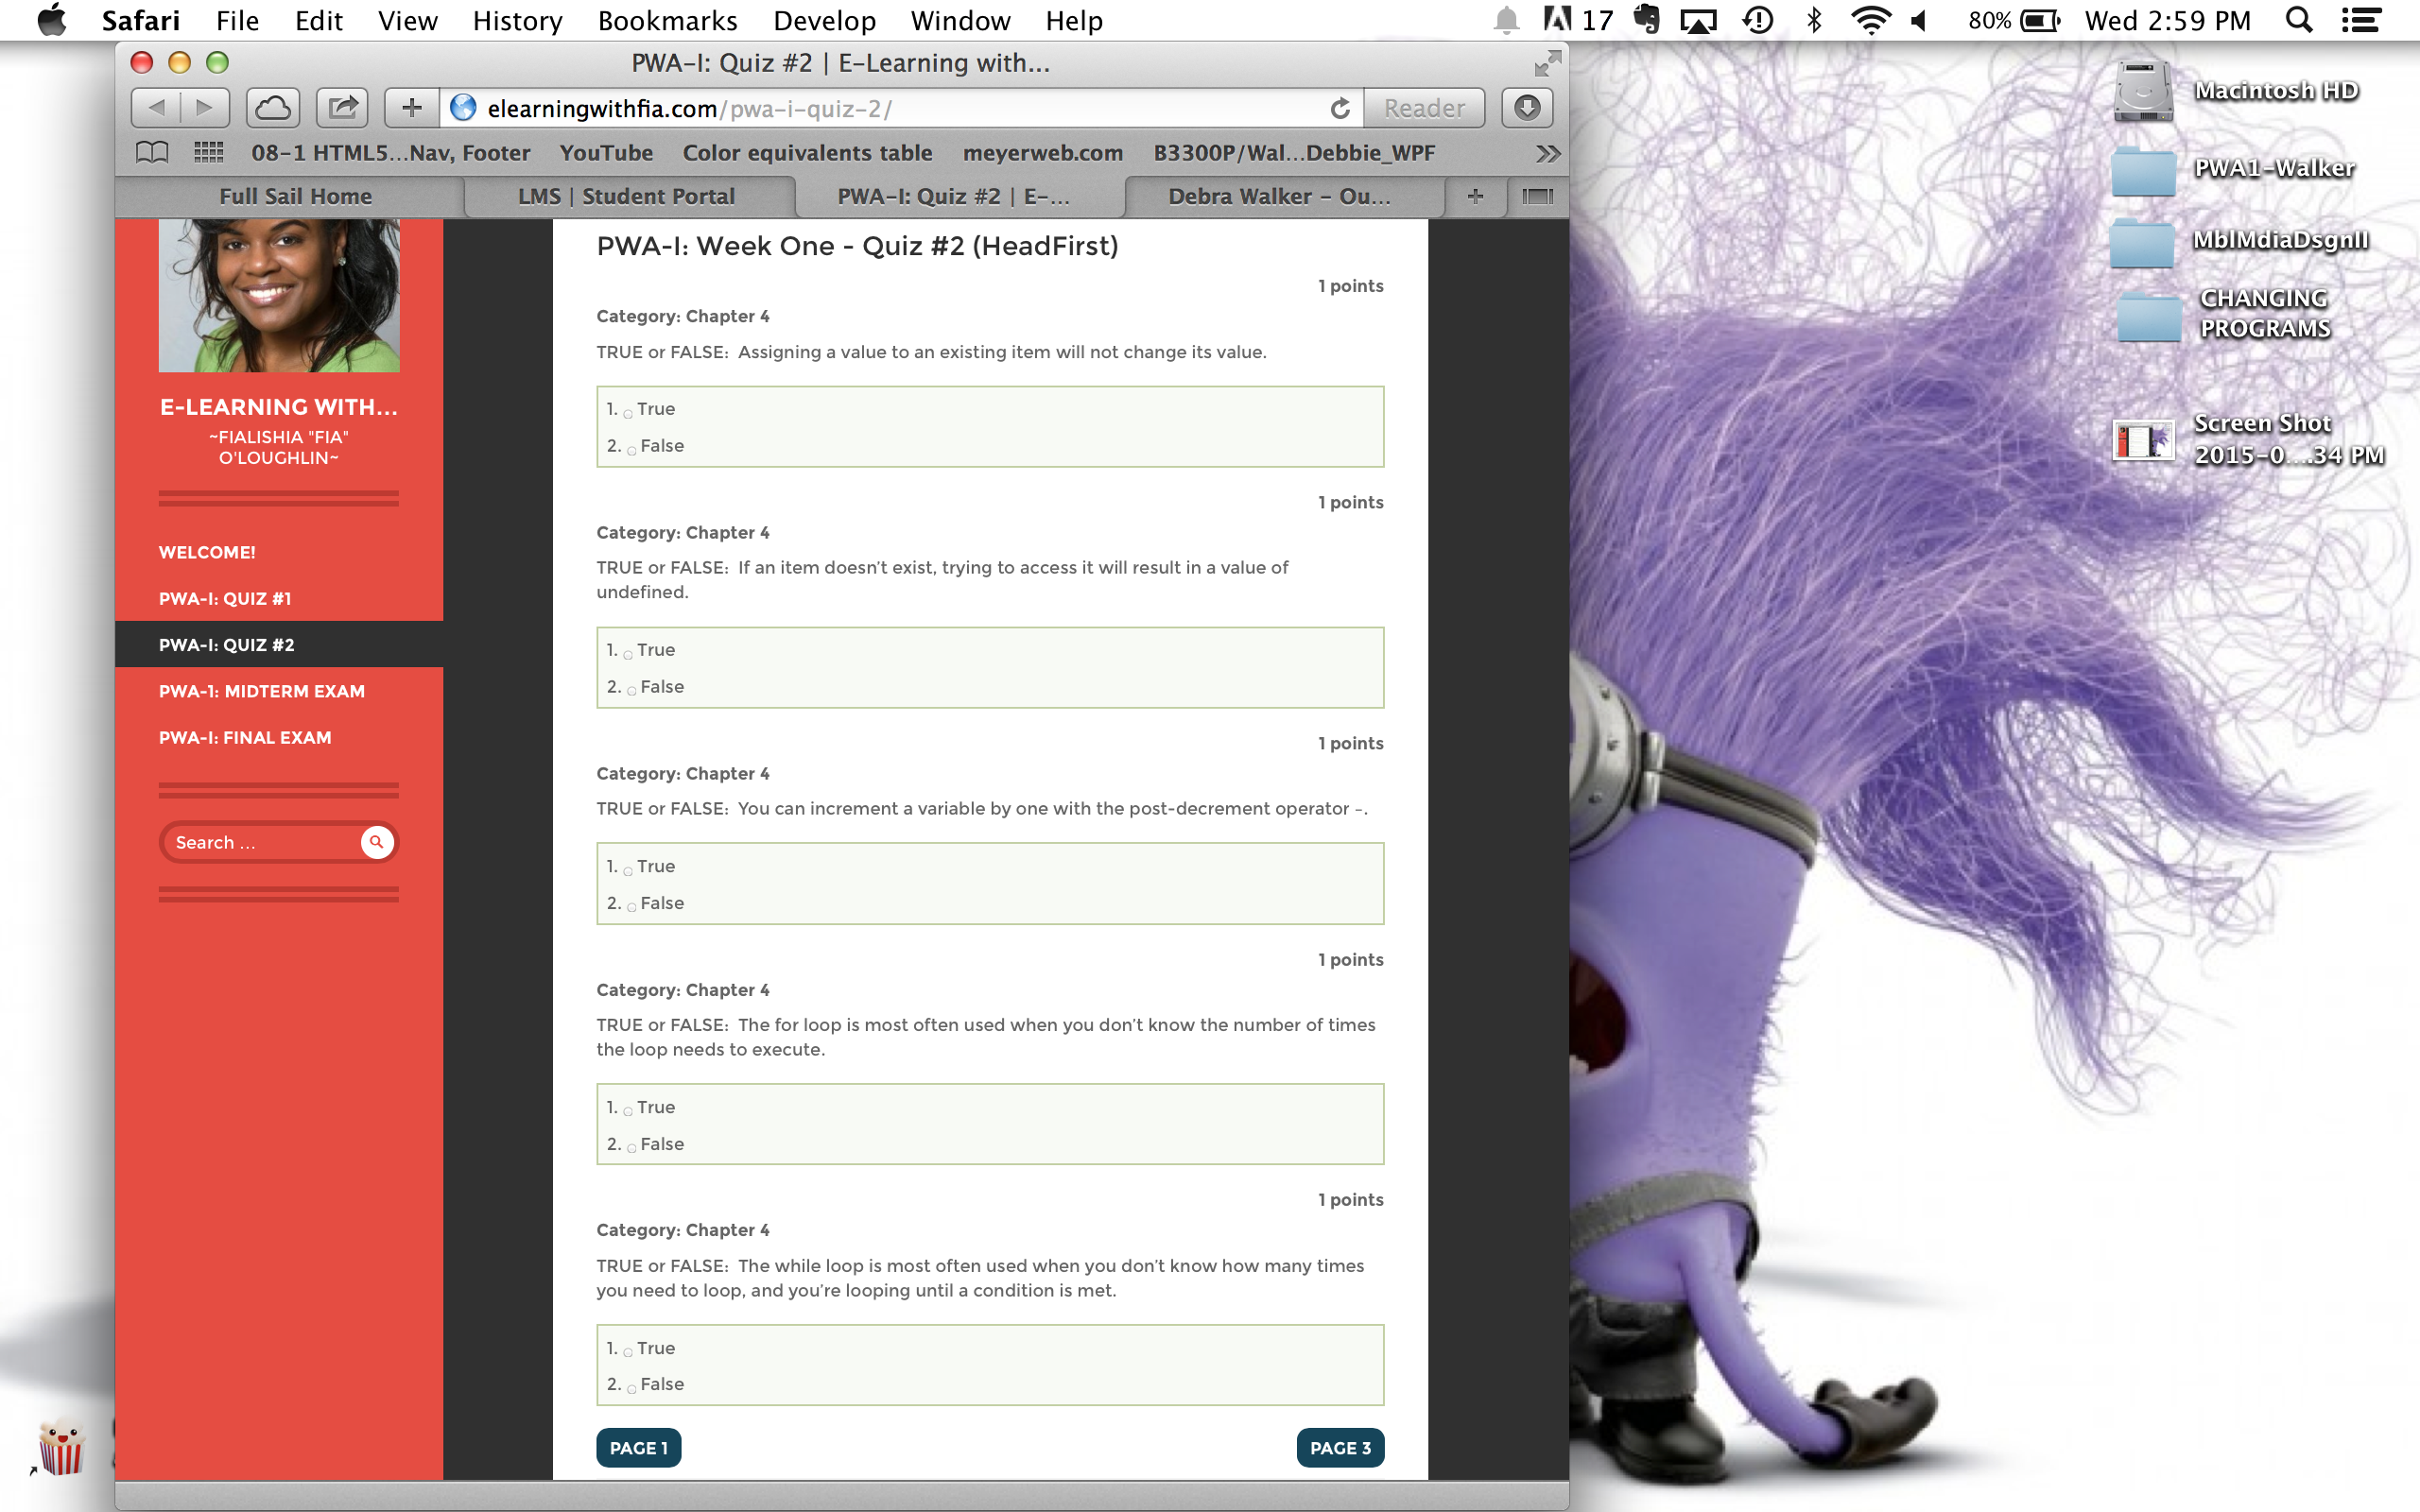 Safari File Edit View History Bookmarks Develop Window Help 17 80% Wed 2:59 PM
PWA-I: Quiz #2 | E-Learning with...
elearningwithfia.com/pwa-i-quiz-2/ Reader
08-1 HTML5...Nav, Footer YouTube Color equivalents table meyerweb.com B3300P/Wal...Debbie_WPF
Full Sail Home LMS | Student Portal PWA-I: Quiz #2 | E-... Debra Walker - Ou...
E-LEARNING WITH...
~FIALISHIA "FIA"
O'LOUGHLIN~
WELCOME!
PWA-I: QUIZ #1
PWA-I: QUIZ #2
PWA-1: MIDTERM EXAM
PWA-I: FINAL EXAM
Search ...
PWA-I: Week One - Quiz #2 (HeadFirst)
1 points
Category: Chapter 4
TRUE or FALSE: Assigning a value to an existing item will not change its value.
1. True
2. False
1 points
Category: Chapter 4
TRUE or FALSE: If an item doesn't exist, trying to access it will result in a value of
undefined.
1. True
2. False
1 points
Category: Chapter 4
TRUE or FALSE: You can increment a variable by one with the post-decrement operator –.
1. True
2. False
1 points
Category: Chapter 4
TRUE or FALSE: The for loop is most often used when you don't know the number of times
the loop needs to execute.
1. True
2. False
1 points
Category: Chapter 4
TRUE or FALSE: The while loop is most often used when you don't know how many times
you need to loop, and you're looping until a condition is met.
1. True
2. False
PAGE 1 PAGE 3
Macintosh HD
PWA1-Walker
MblMdiaDsgnII
CHANGING
PROGRAMS
Screen Shot
2015-0....34 PM